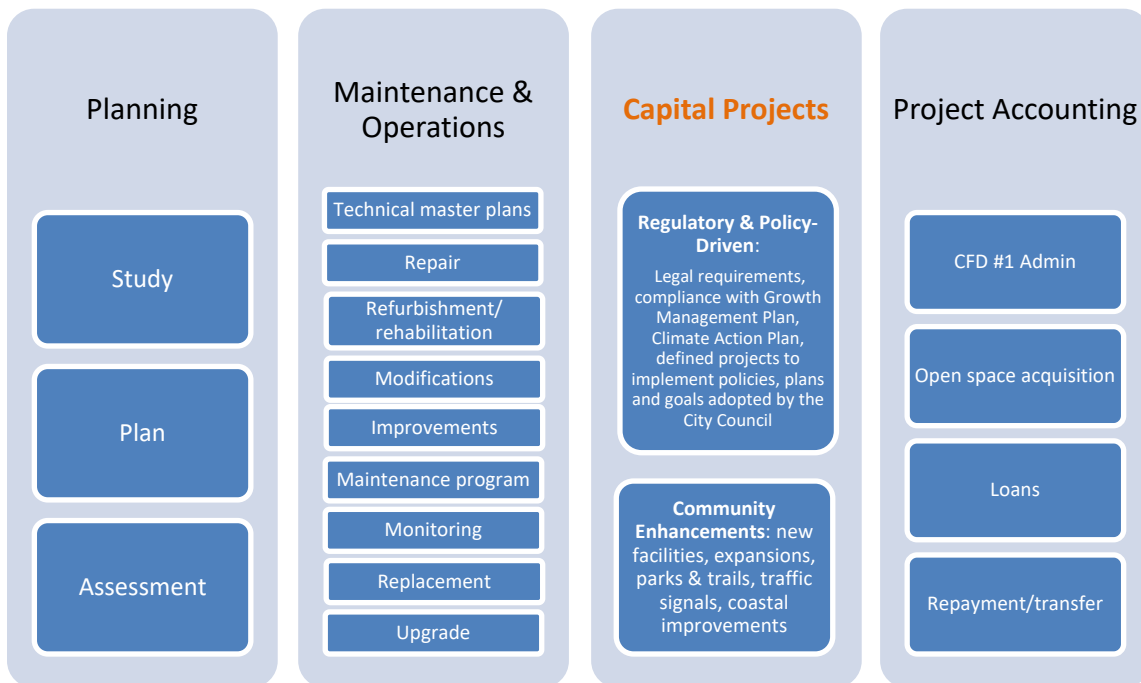 Planning
Study
Plan
Assessment
Maintenance &
Operations
Technical master plans
Repair
Refurbishment/
rehabilitation
Modifications
Improvements
Maintenance program
Monitoring
Replacement
Upgrade
Capital Projects
Regulatory & Policy-
Driven:
Legal requirements,
compliance with Growth
Management Plan,
Climate Action Plan,
defined projects to
implement policies, plans
and goals adopted by the
City Council
Community
Enhancements: new
facilities, expansions,
parks & trails, traffic
signals, coastal
improvements
Project Accounting
CFD #1 Admin
Open space acquisition
Loans
Repayment/transfer